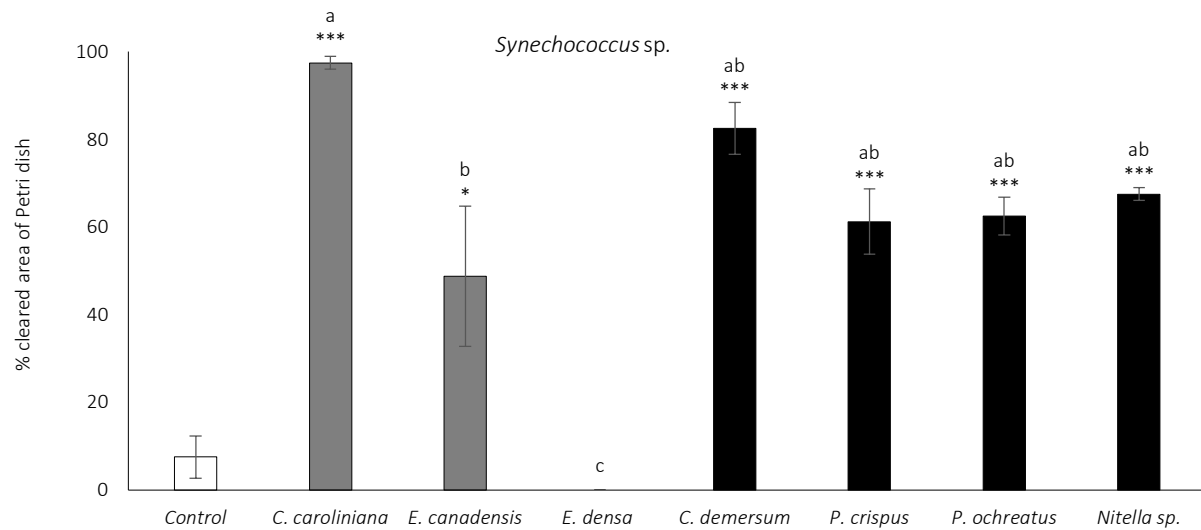 Synechococcus sp.
% cleared area of Petri dish
100
80
60
40
20
0
a
***
b
*
c
ab
***
ab
***
ab
***
ab
***
Control C. caroliniana E. canadensis E. densa C. demersum P. crispus P. ochreatus Nitella sp.